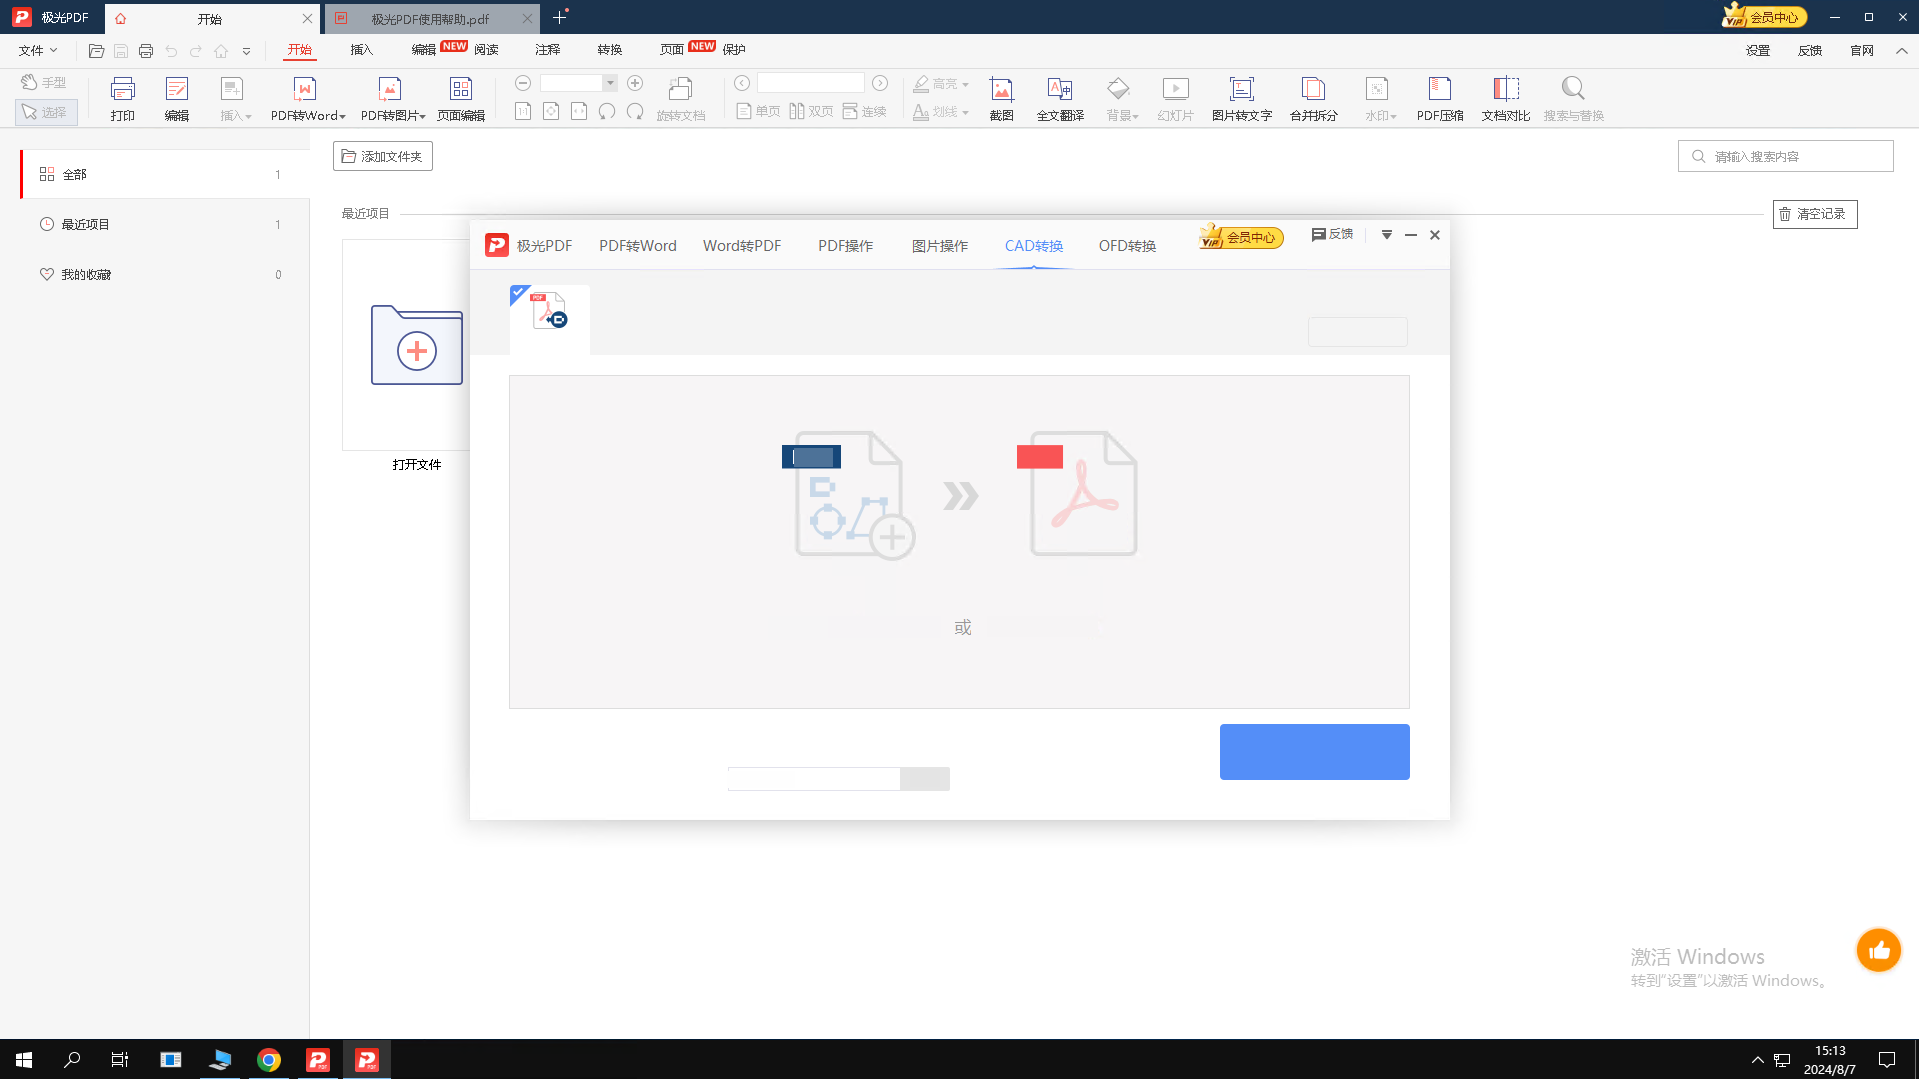 极光PDF
开始
极光PDF使用帮助.pdf
会员中心
文件
开始
插入
编辑
NEW
阅读
注释
转换
页面
NEW
保护
设置
反馈
官网
手型
选择
打印
编辑
插入
PDF转Word
PDF转图片
页面编辑
旋转文档
单页
双页
连续
高亮
划线
截图
全文翻译
背景
幻灯片
图片转文字
合并拆分
水印
PDF压缩
文档对比
搜索与替换
全部
1
最近项目
1
我的收藏
0
添加文件夹
请输入搜索内容
最近项目
清空记录
打开文件
极光PDF
PDF转Word
Word转PDF
PDF操作
图片操作
CAD转换
OFD转换
VIP
会员中心
反馈
PDF
或
激活 Windows
转到"设置"以激活 Windows。
15:13
2024/8/7